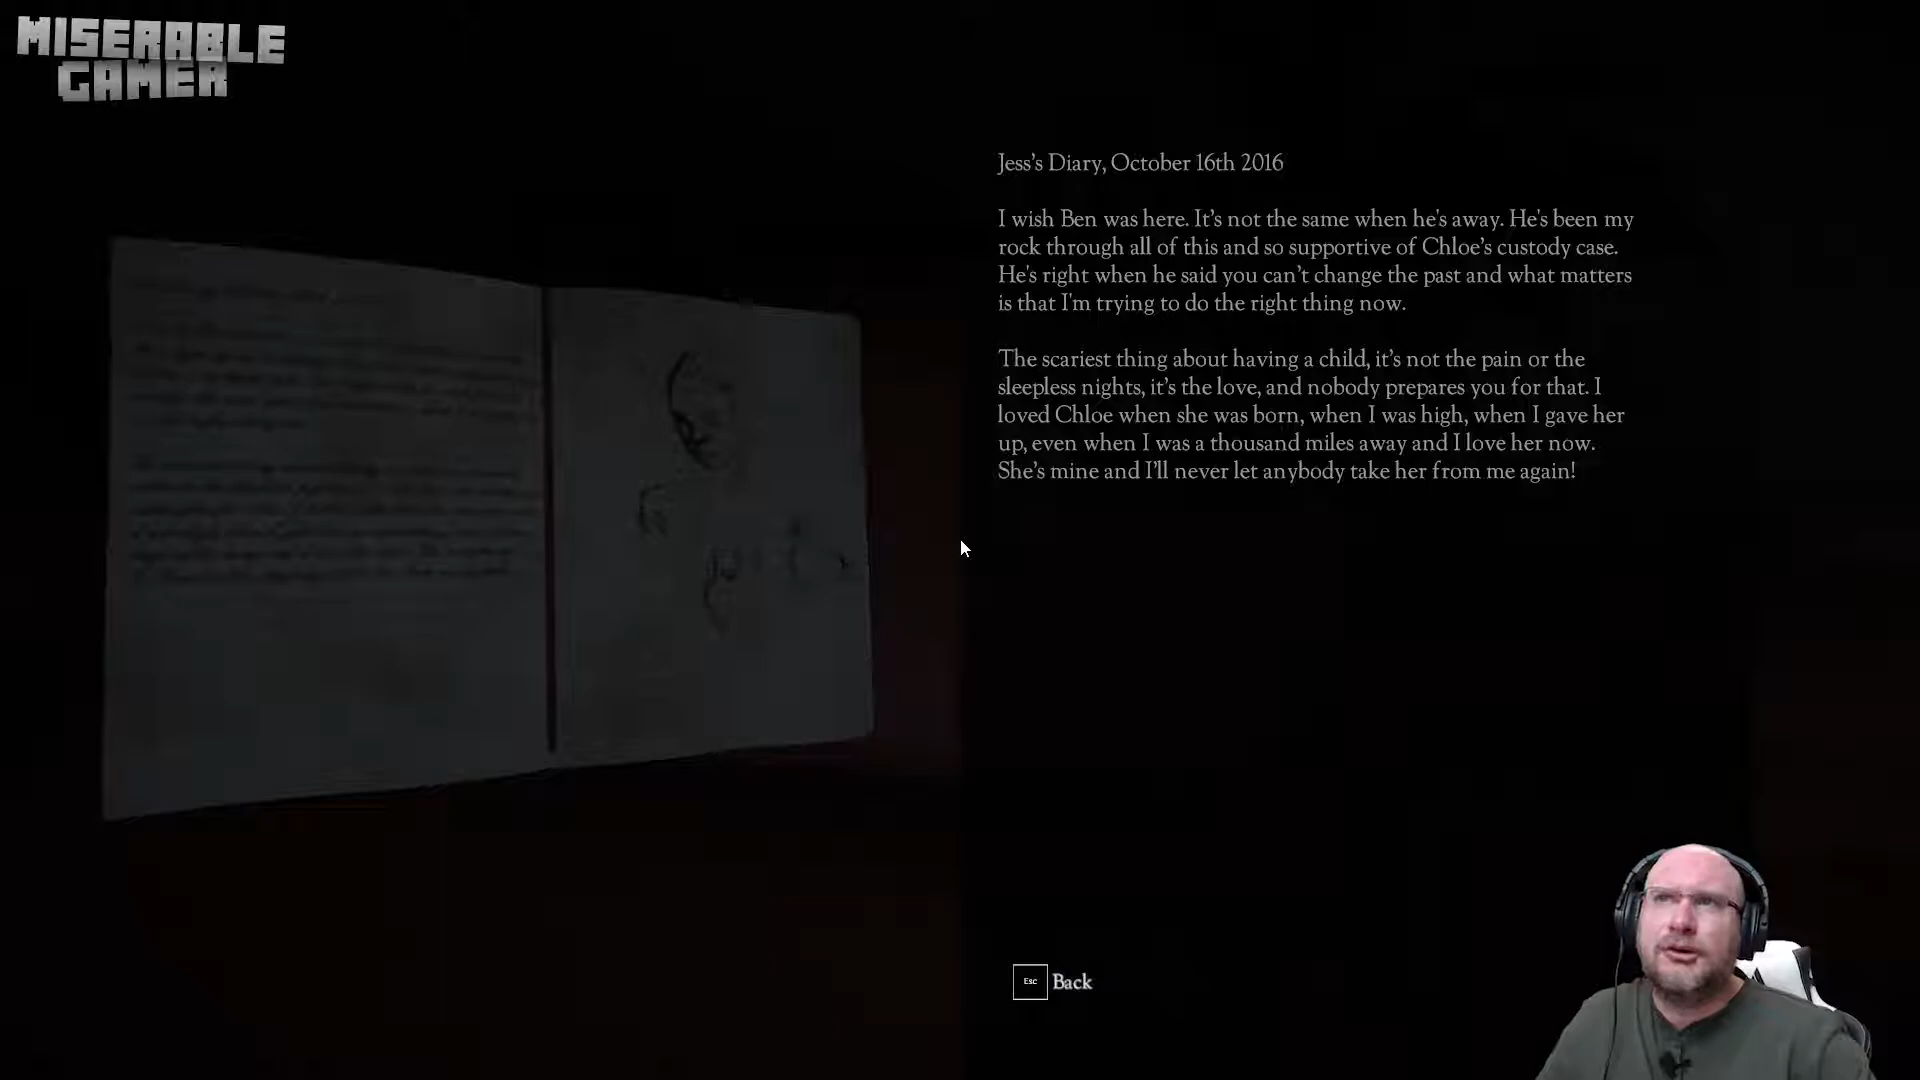 MISERABLE
GAMER
Jess's Diary, October 16th 2016
I wish Ben was here. It's not the same when he's away. He's been my
rock through all of this and so supportive of Chloe's custody case.
He's right when he said you can't change the past and what matters
is that I'm trying to do the right thing now.
The scariest thing about having a child, it's not the pain or the
sleepless nights, it's the love, and nobody prepares you for that. I
loved Chloe when she was born, when I was high, when I gave her
up, even when I was a thousand miles away and I love her now.
She's mine and I'll never let anybody take her from me again!
Esc Back